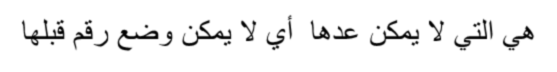 هي التي لا يمكن عدها أي لا يمكن وضع رقم قبلها